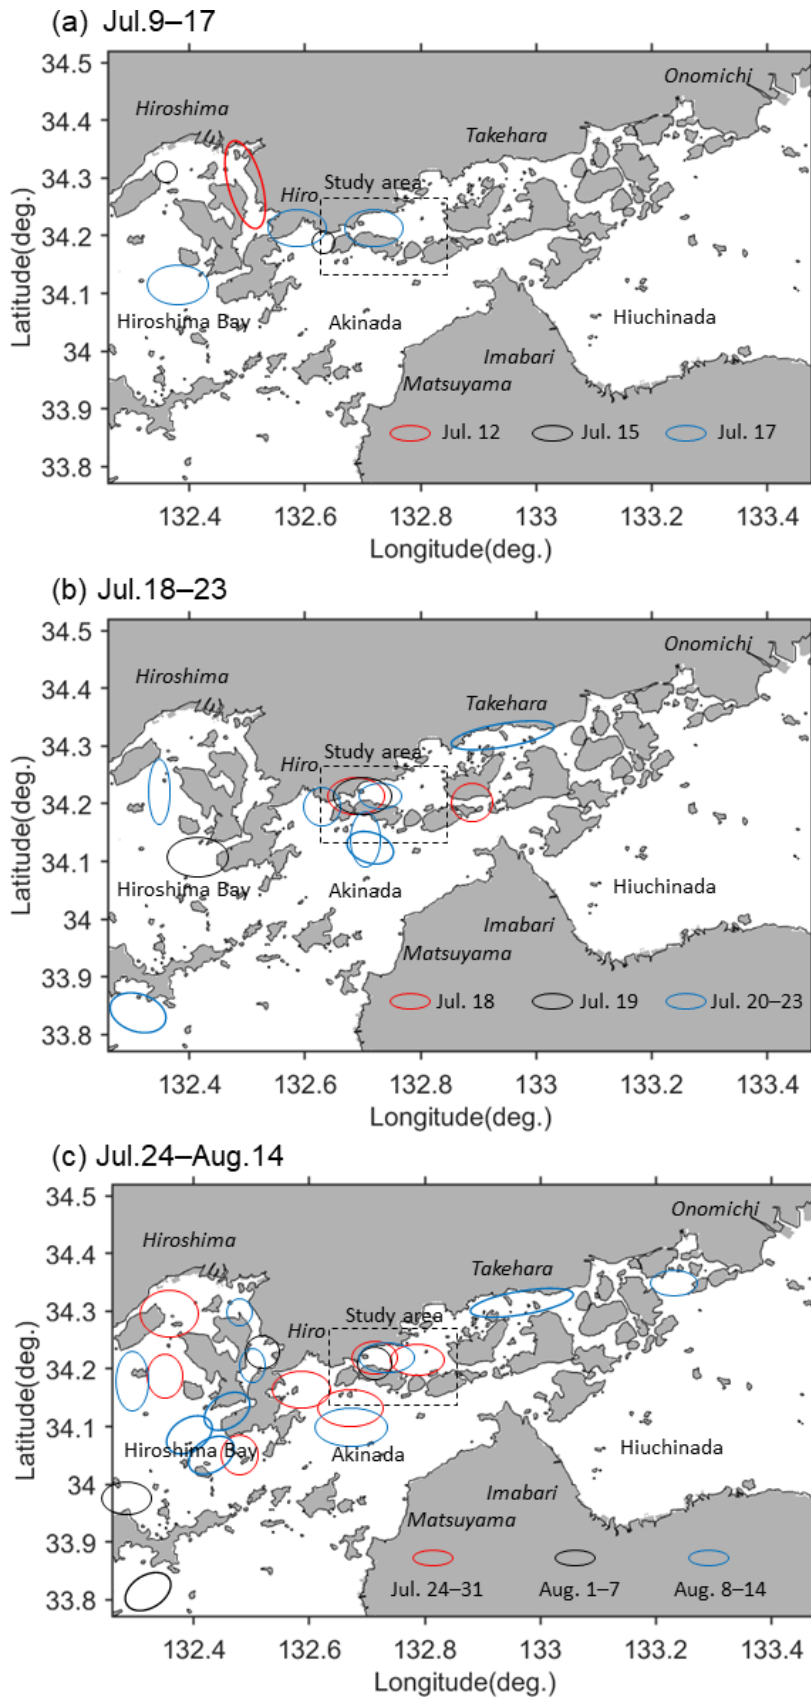 (a) Jul.9–17
34.5
34.4
34.3
34.2
34.1
34
33.9
33.8
Latitude(deg.)
Onomichi
Hiroshima
Takehara
Hiro
Study area
Hiroshima Bay
Akinada
Hiuchinada
Imabari
Matsuyama
Jul. 12
Jul. 15
Jul. 17
132.4 132.6 132.8 133 133.2 133.4
Longitude(deg.)
(b) Jul.18–23
34.5
34.4
34.3
34.2
34.1
34
33.9
33.8
Latitude(deg.)
Onomichi
Hiroshima
Takehara
Study area
Hiro
Hiroshima Bay
Akinada
Hiuchinada
Imabari
Matsuyama
Jul. 18
Jul. 19
Jul. 20–23
132.4 132.6 132.8 133 133.2 133.4
Longitude(deg.)
(c) Jul.24–Aug.14
34.5
34.4
34.3
34.2
34.1
34
33.9
33.8
Latitude(deg.)
Onomichi
Hiroshima
Takehara
Study area
Hiro
Hiroshima Bay
Akinada
Hiuchinada
Imabari
Matsuyama
Jul. 24–31
Aug. 1–7
Aug. 8–14
132.4 132.6 132.8 133 133.2 133.4
Longitude(deg.)